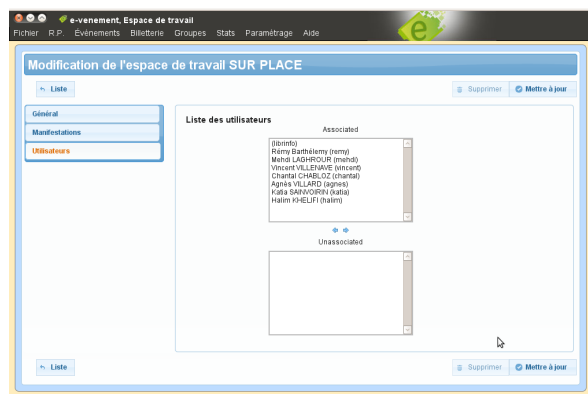 e-venement, Espace de travail
Fichier R.P. Évènements Billetterie Groupes Stats Paramétrage Aide
e
Modification de l'espace de travail SUR PLACE
Liste Supprimer Mettre à jour
Général
Manifestations
Utilisateurs
Liste des utilisateurs
Associated
(librinfo)
Rémy Barthélemy (remy)
Mehdi LAGHROUR (mehdi)
Vincent VILLENAVE (vincent)
Chantal CHABLOZ (chantal)
Agnès VILLARD (agnes)
Katia SAINVOIRIN (katia)
Halim KHELIFI (halim)
Unassociated
Liste Supprimer Mettre à jour